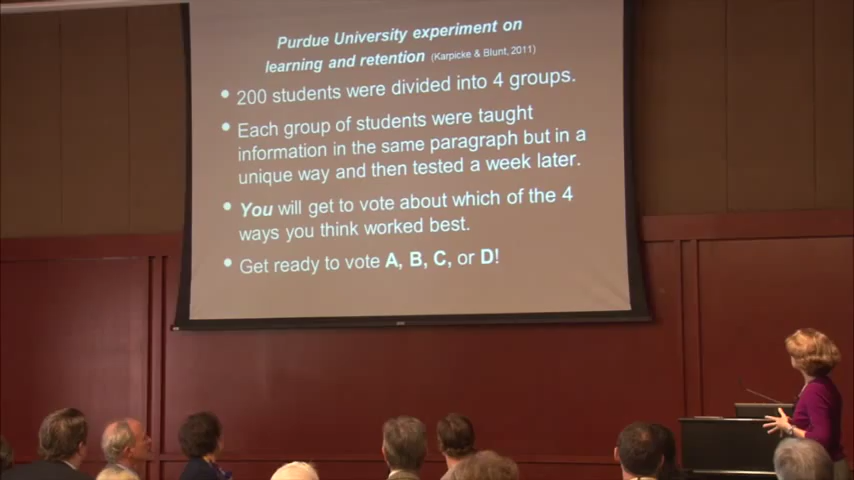 Purdue University experiment on
learning and retention (Karpicke & Blunt, 2011)
• 200 students were divided into 4 groups.
• Each group of students were taught
information in the same paragraph but in a
unique way and then tested a week later.
• You will get to vote about which of the 4
ways you think worked best.
• Get ready to vote A, B, C, or D!